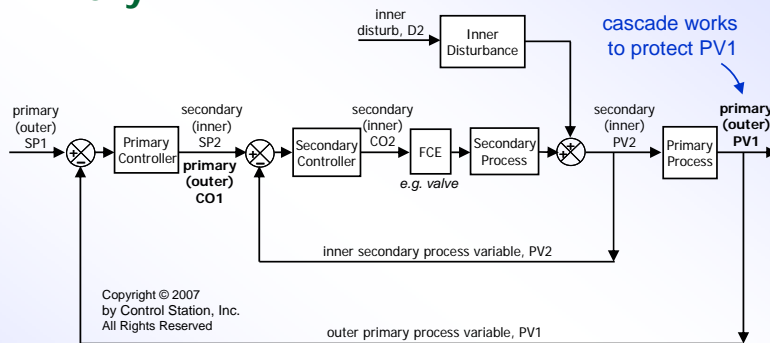 inner
disturb, D2
Inner
Disturbance
cascade works
to protect PV1
primary
(outer)
SP1
+
−
Primary
Controller
secondary
(inner)
SP2
primary
(outer)
CO1
+
−
Secondary
Controller
secondary
(inner)
CO2
FCE
e.g. valve
Secondary
Process
+
+
secondary
(inner)
PV2
Primary
Process
primary
(outer)
PV1
inner secondary process variable, PV2
Copyright © 2007
by Control Station, Inc.
All Rights Reserved
outer primary process variable, PV1